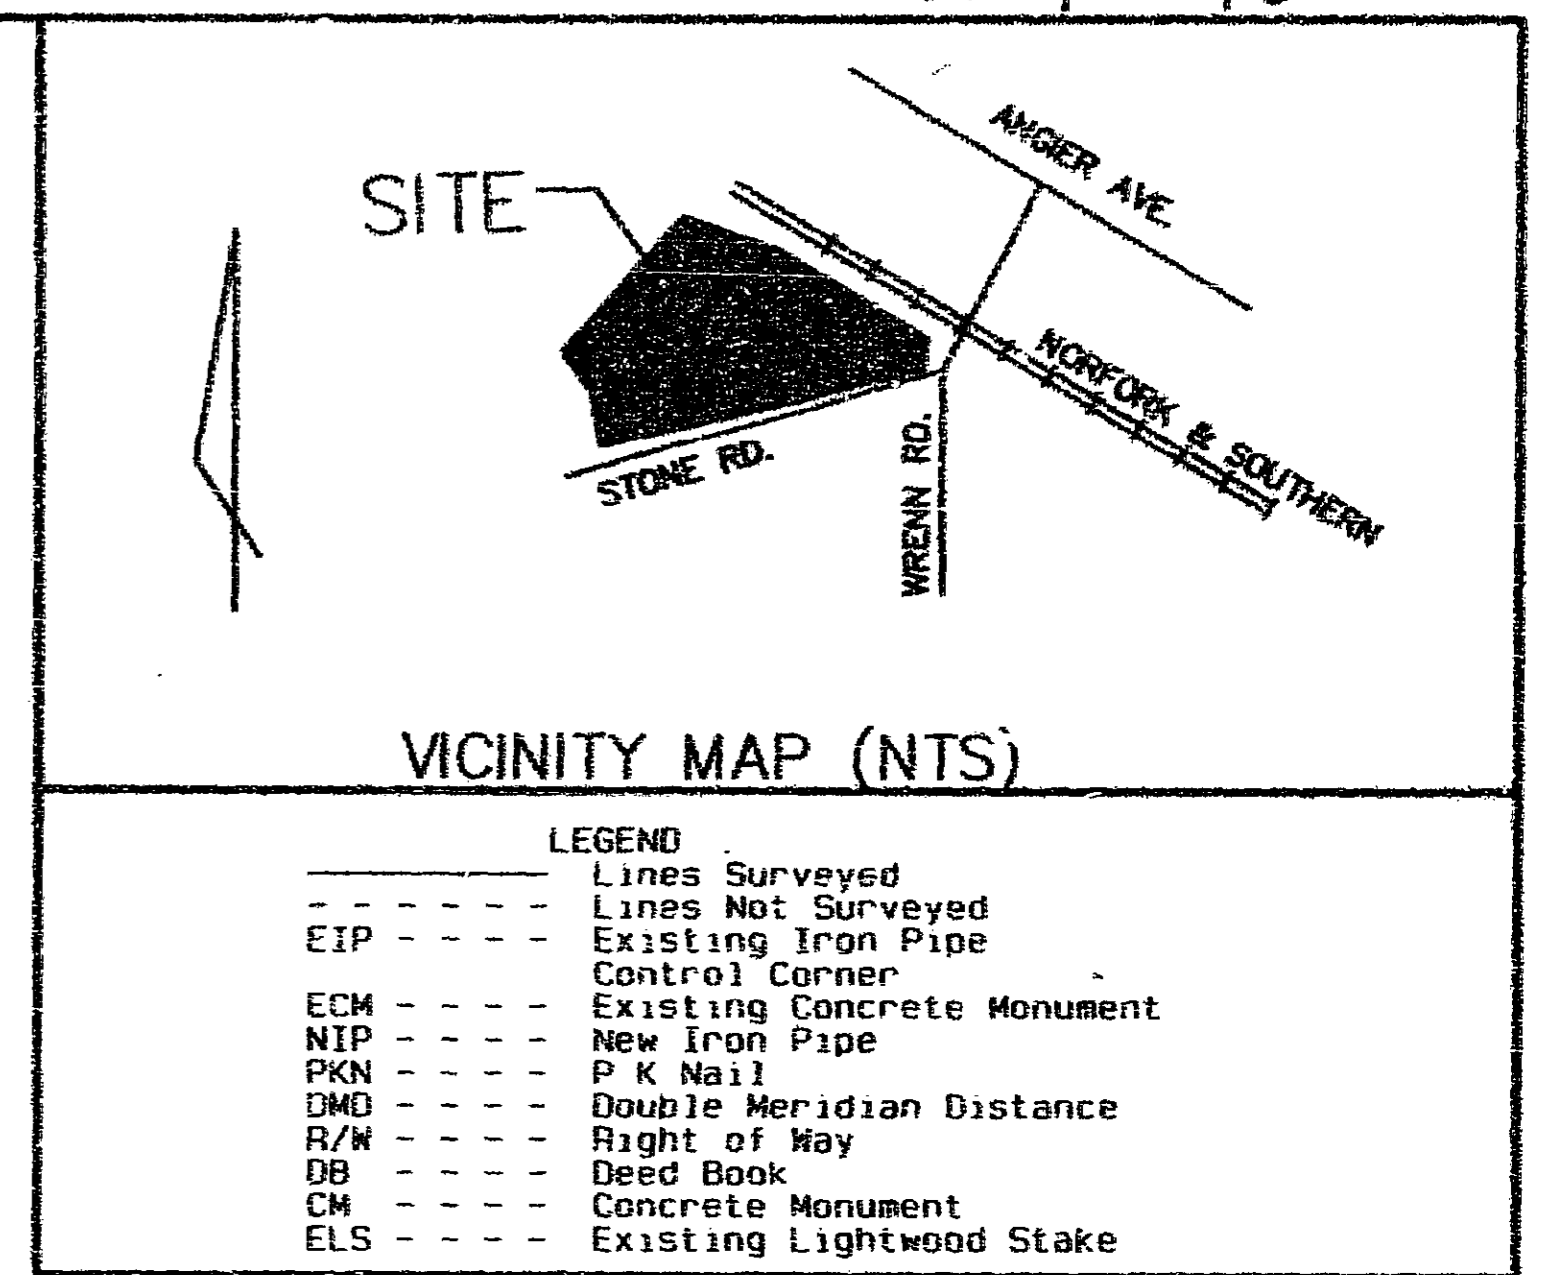 SITE
ANGIER AVE.
NORFORK & SOUTHERN
STONE RD.
WRENN RD.
VICINITY MAP (NTS)
LEGEND
Lines Surveyed
- - - - - - Lines Not Surveyed
EIP - - - - Existing Iron Pipe
Control Corner
ECM - - - - Existing Concrete Monument
NIP - - - - New Iron Pipe
PKN - - - - P K Nail
DMD - - - - Double Meridian Distance
R/W - - - - Right of Way
DB - - - - Deed Book
CM - - - - Concrete Monument
ELS - - - - Existing Lightwood Stake